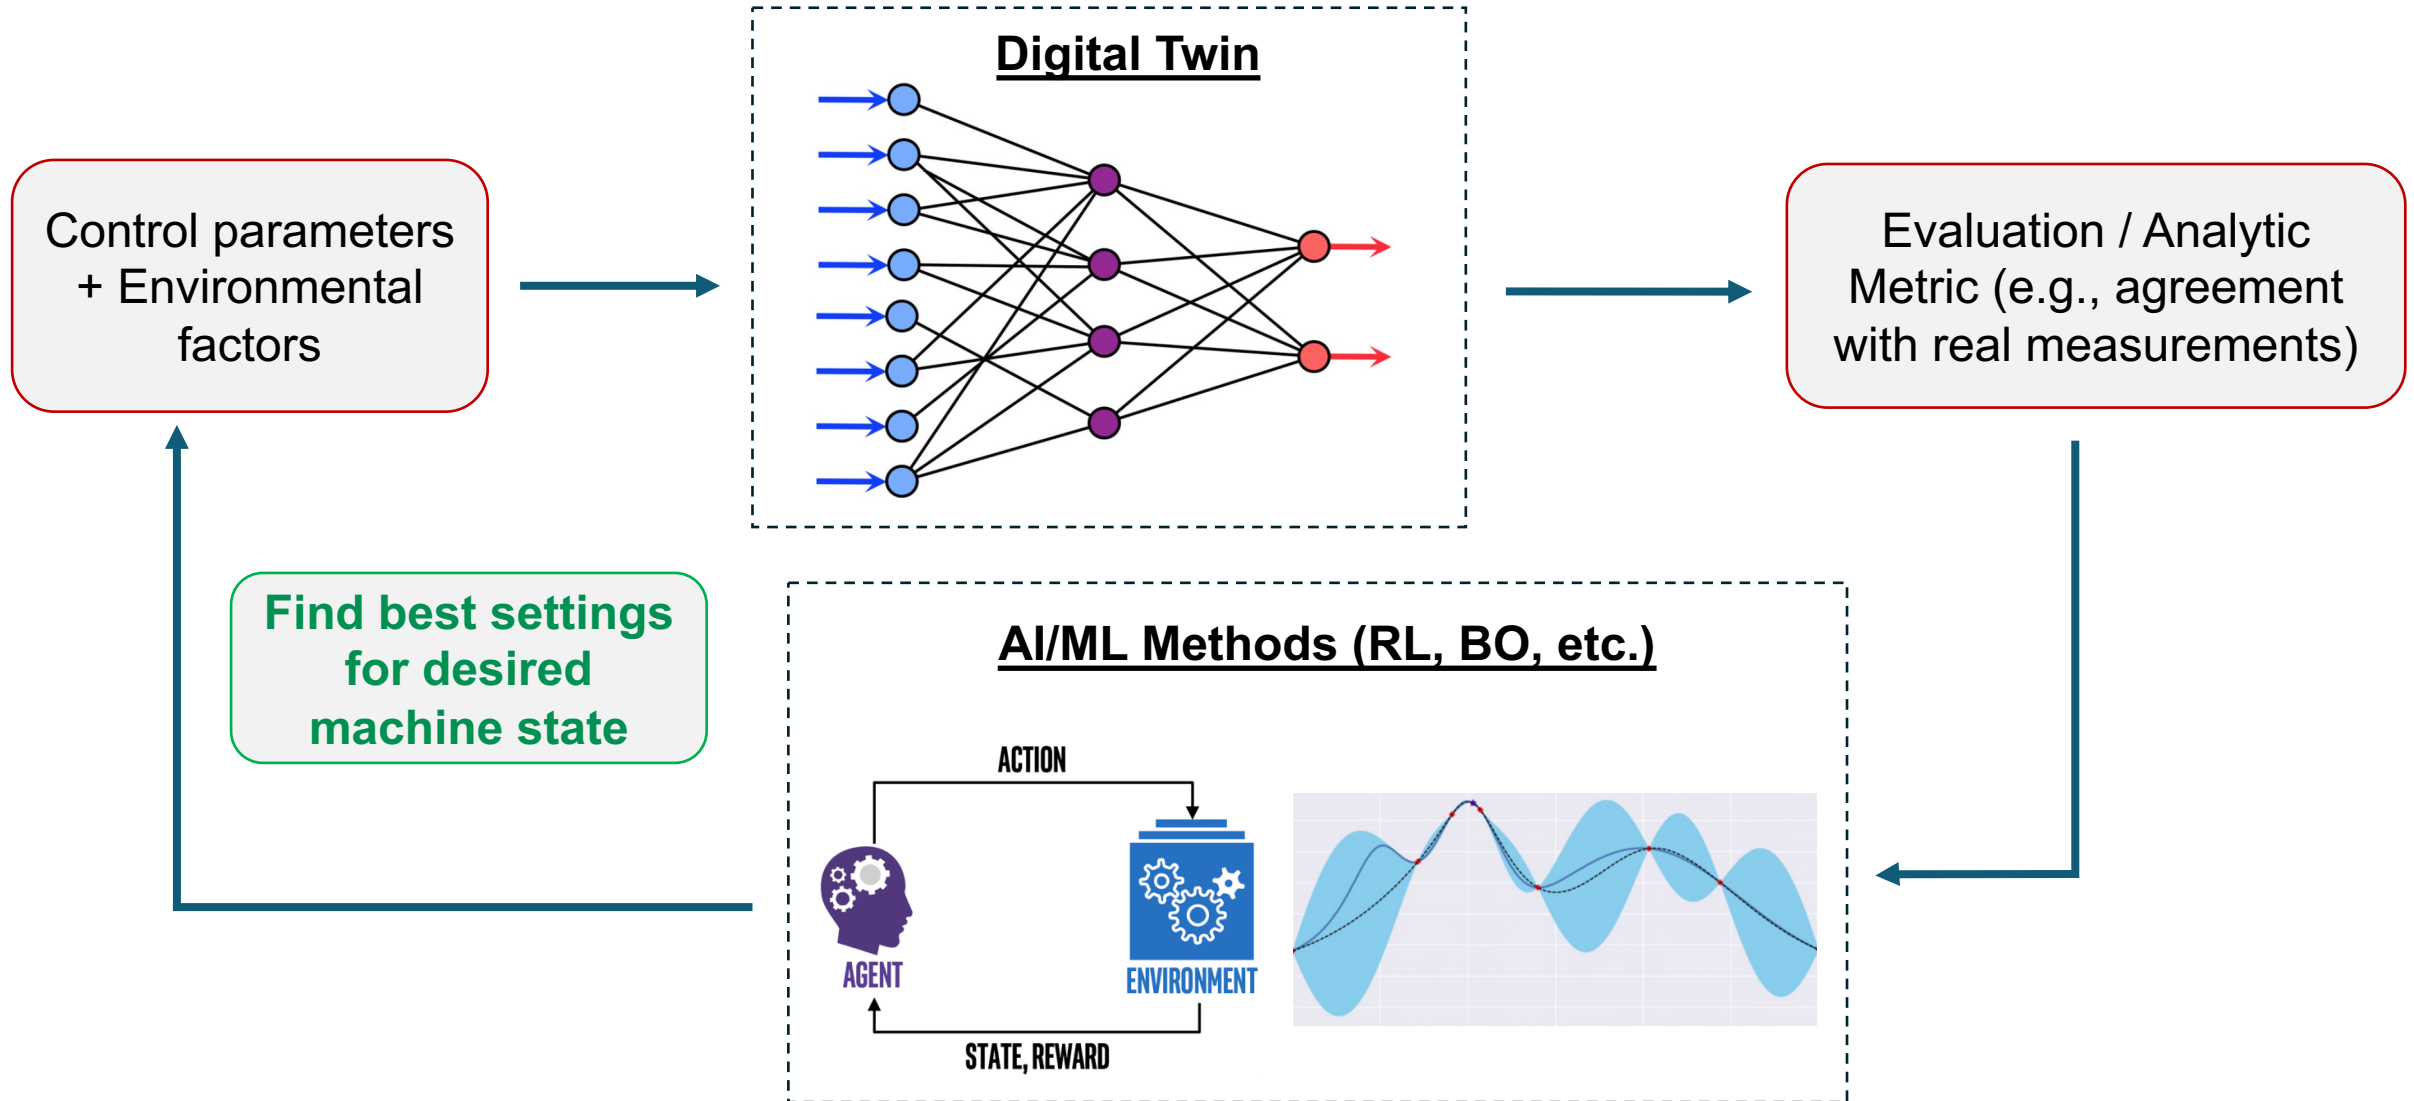 Digital Twin
Control parameters
+ Environmental
factors
Evaluation / Analytic
Metric (e.g., agreement
with real measurements)
Find best settings
for desired
machine state
AI/ML Methods (RL, BO, etc.)
ACTION
AGENT
ENVIRONMENT
STATE, REWARD